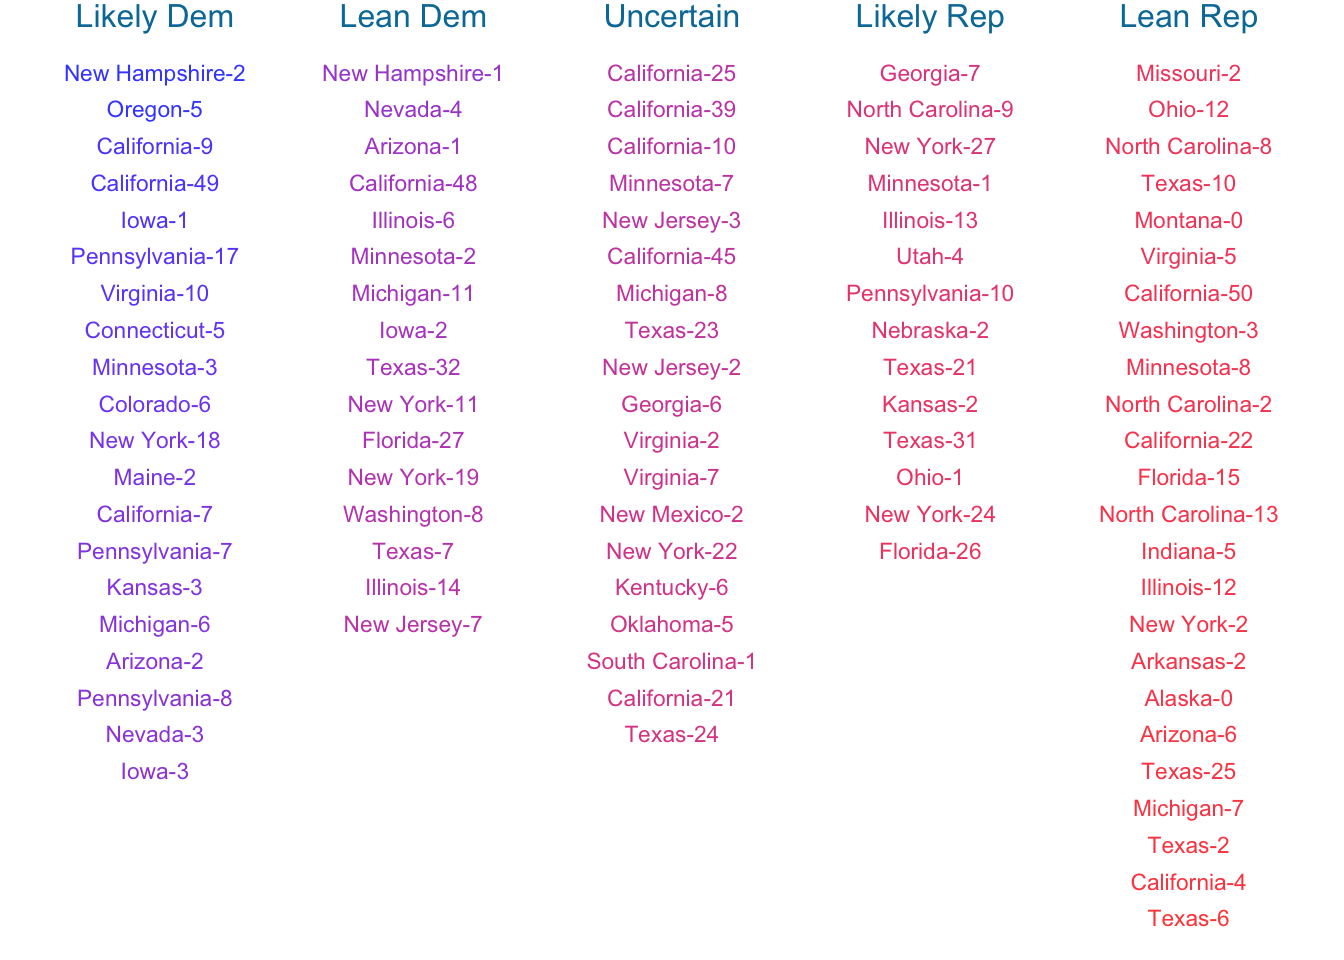 Likely Dem
New Hampshire-2
Oregon-5
California-9
California-49
Iowa-1
Pennsylvania-17
Virginia-10
Connecticut-5
Minnesota-3
Colorado-6
New York-18
Maine-2
California-7
Pennsylvania-7
Kansas-3
Michigan-6
Arizona-2
Pennsylvania-8
Nevada-3
Iowa-3
Lean Dem
New Hampshire-1
Nevada-4
Arizona-1
California-48
Illinois-6
Minnesota-2
Michigan-11
Iowa-2
Texas-32
New York-11
Florida-27
New York-19
Washington-8
Texas-7
Illinois-14
New Jersey-7
Uncertain
California-25
California-39
California-10
Minnesota-7
New Jersey-3
California-45
Michigan-8
Texas-23
New Jersey-2
Georgia-6
Virginia-2
Virginia-7
New Mexico-2
New York-22
Kentucky-6
Oklahoma-5
South Carolina-1
California-21
Texas-24
Likely Rep
Georgia-7
North Carolina-9
New York-27
Minnesota-1
Illinois-13
Utah-4
Pennsylvania-10
Nebraska-2
Texas-21
Kansas-2
Texas-31
Ohio-1
New York-24
Florida-26
Lean Rep
Missouri-2
Ohio-12
North Carolina-8
Texas-10
Montana-0
Virginia-5
California-50
Washington-3
Minnesota-8
North Carolina-2
California-22
Florida-15
North Carolina-13
Indiana-5
Illinois-12
New York-2
Arkansas-2
Alaska-0
Arizona-6
Texas-25
Michigan-7
Texas-2
California-4
Texas-6